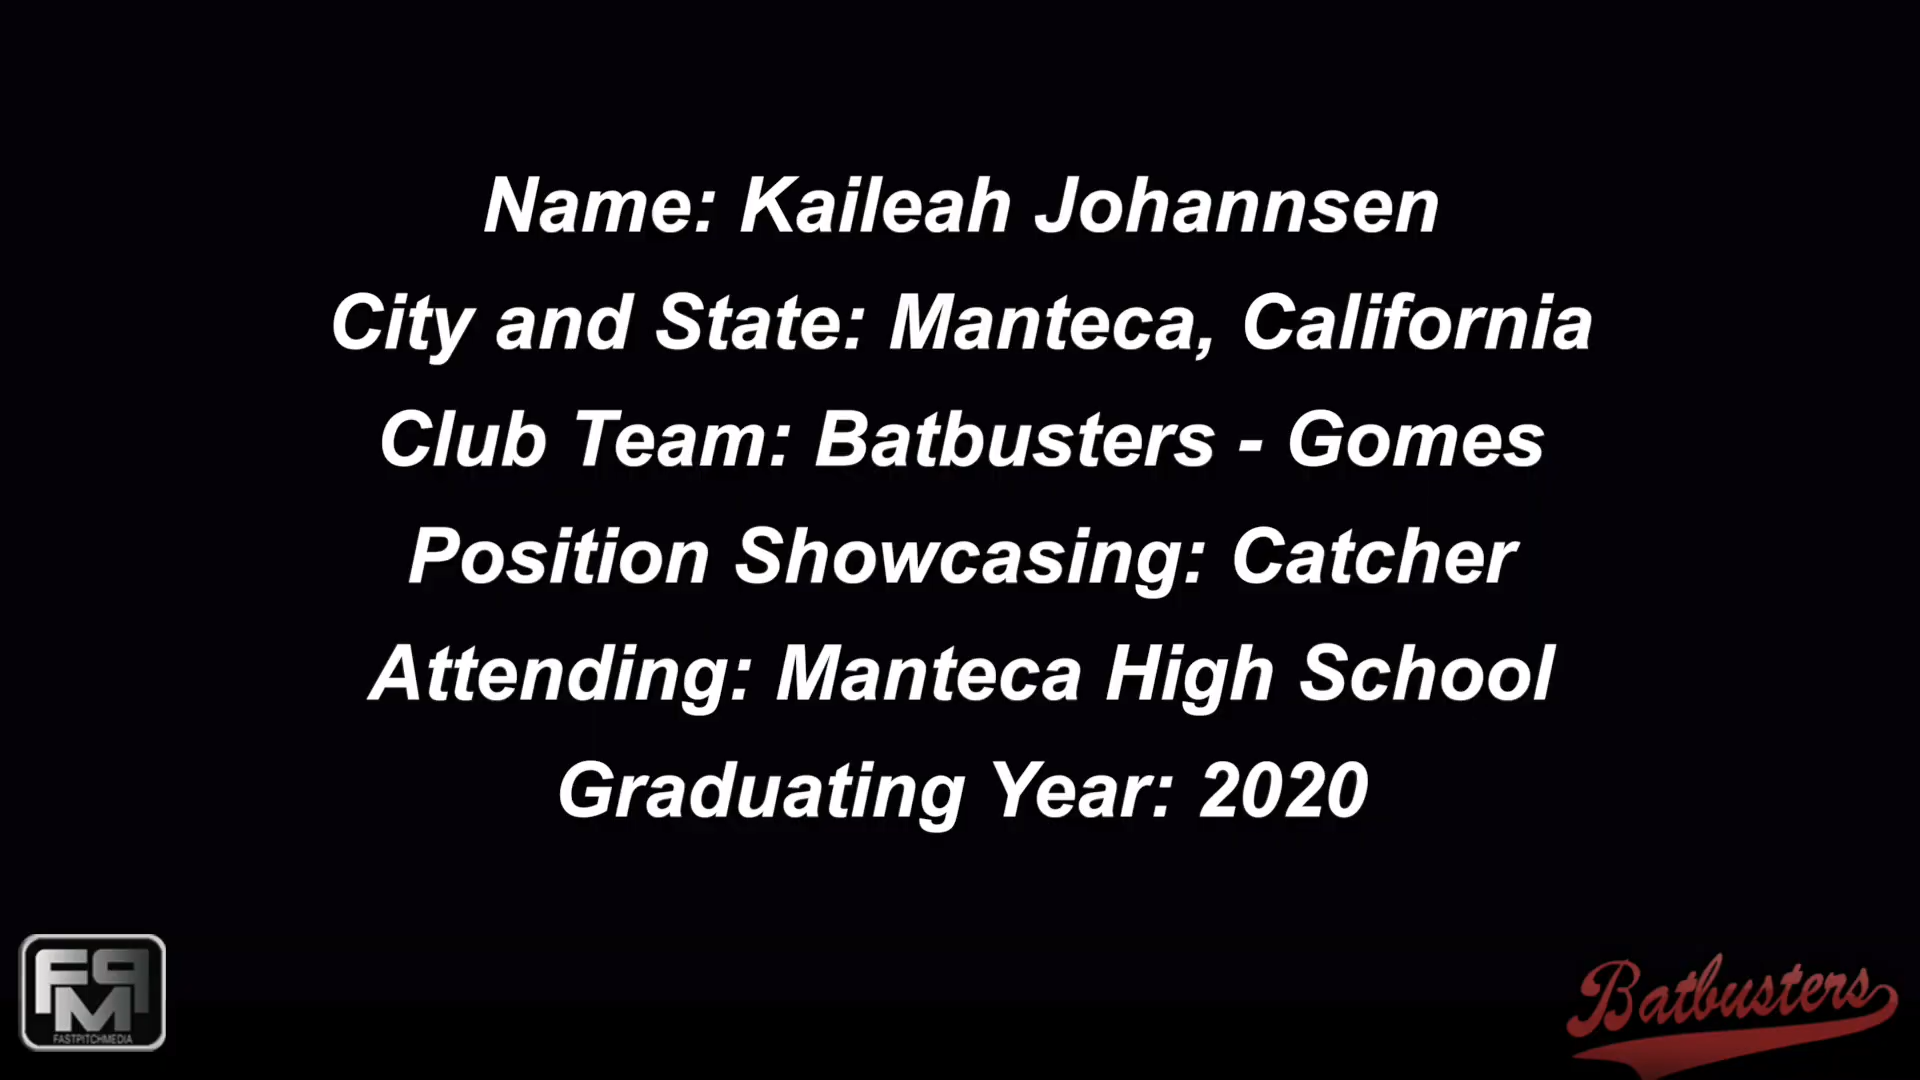 Name: Kaileah Johannsen
City and State: Manteca, California
Club Team: Batbusters - Gomes
Position Showcasing: Catcher
Attending: Manteca High School
Graduating Year: 2020
FPM
FASTPITCHMEDIA
Batbusters